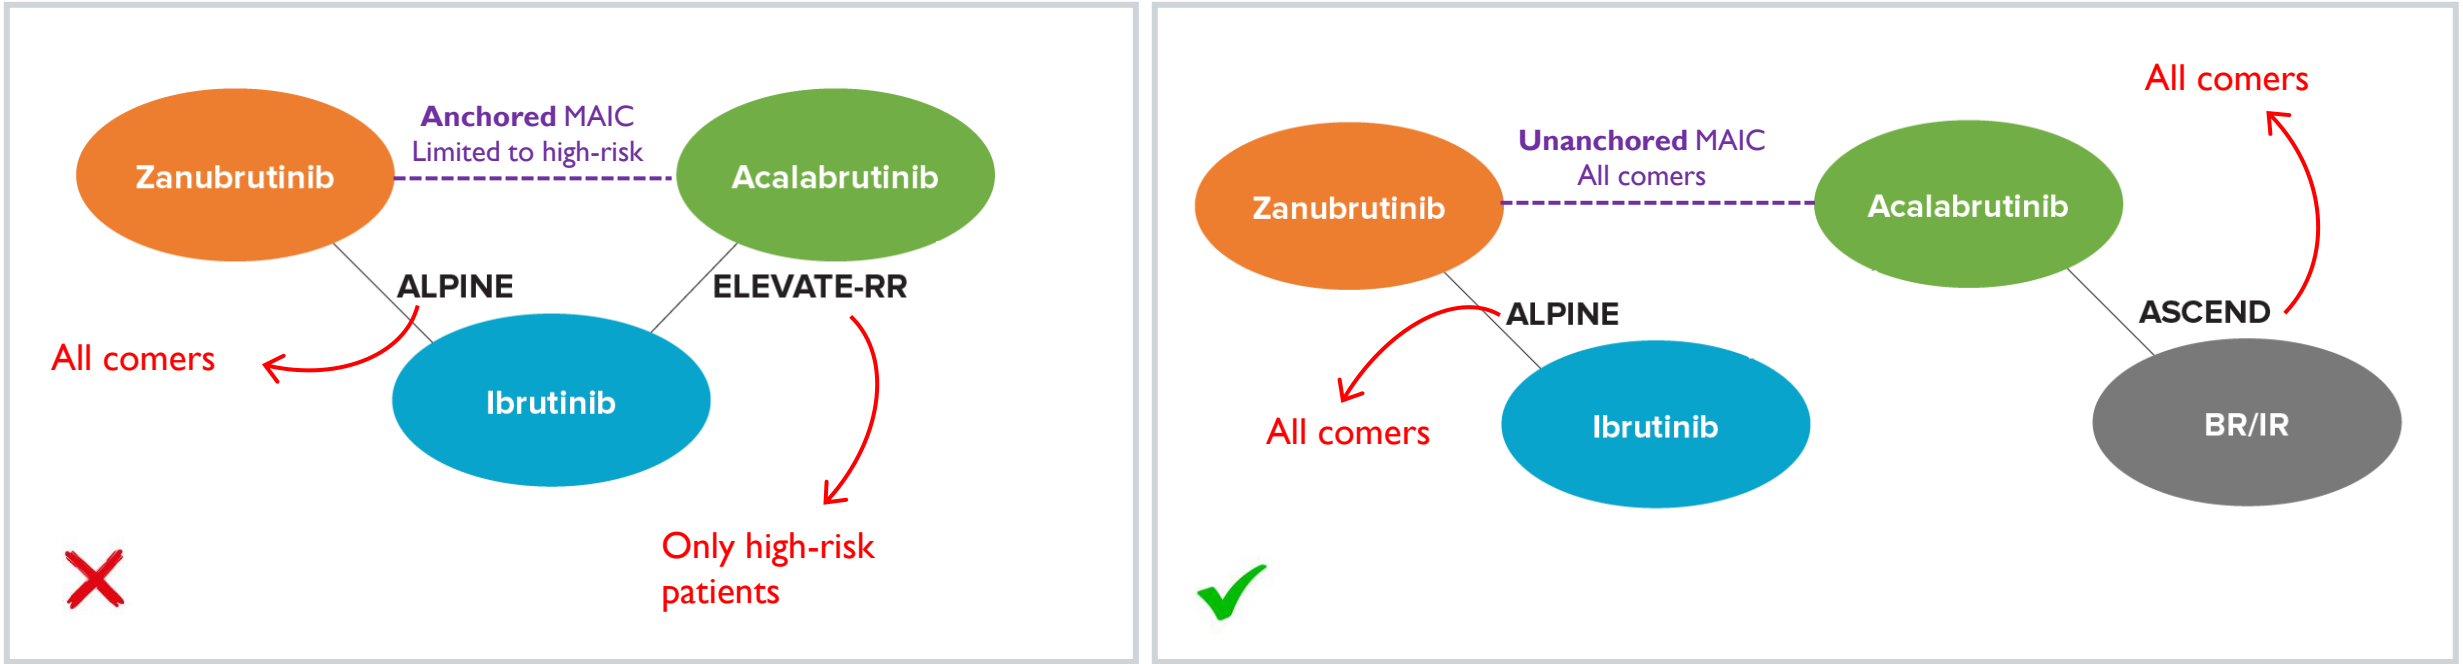 Anchored MAIC
Limited to high-risk
Zanubrutinib
Acalabrutinib
ALPINE
ELEVATE-RR
All comers
Ibrutinib
Only high-risk
patients
All comers
Unanchored MAIC
All comers
Zanubrutinib
Acalabrutinib
ALPINE
ASCEND
All comers
Ibrutinib
BR/IR